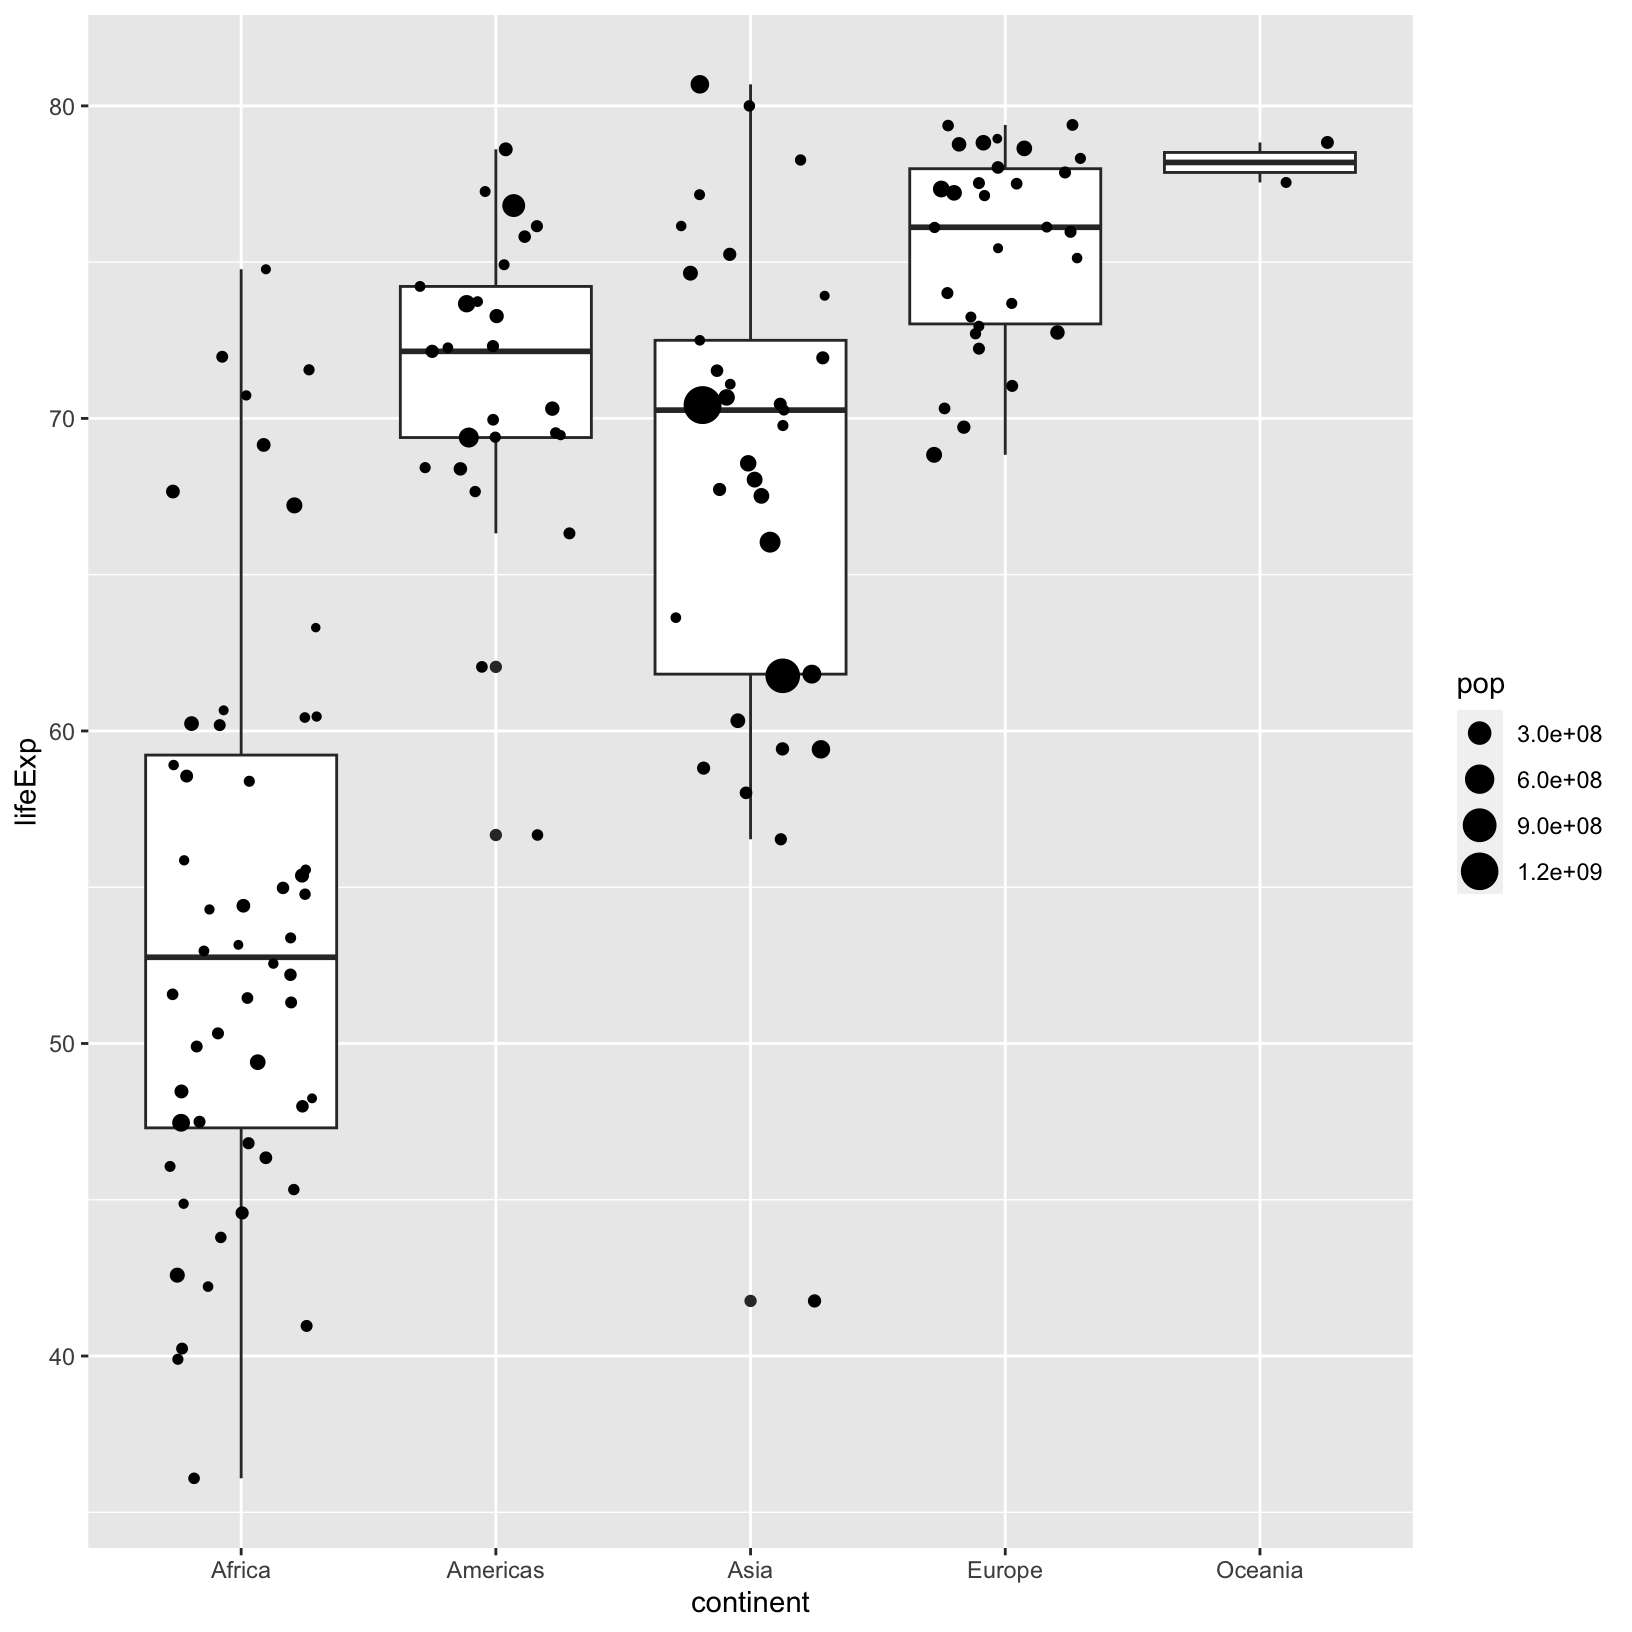 80
70
60
50
40
lifeExp
Africa Americas Asia Europe Oceania
continent
pop
3.0e+08
6.0e+08
9.0e+08
1.2e+09